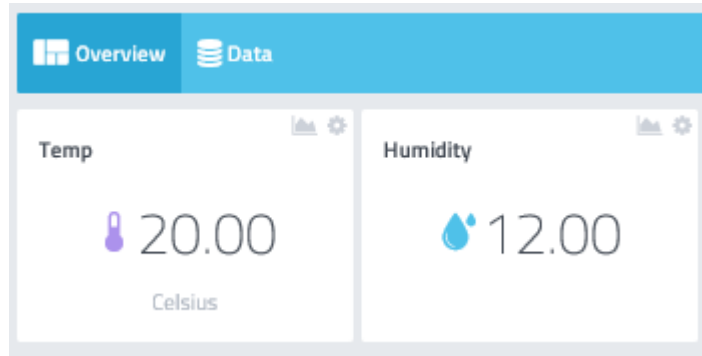 Overview Data
Temp
Humidity
20.00
12.00
Celsius